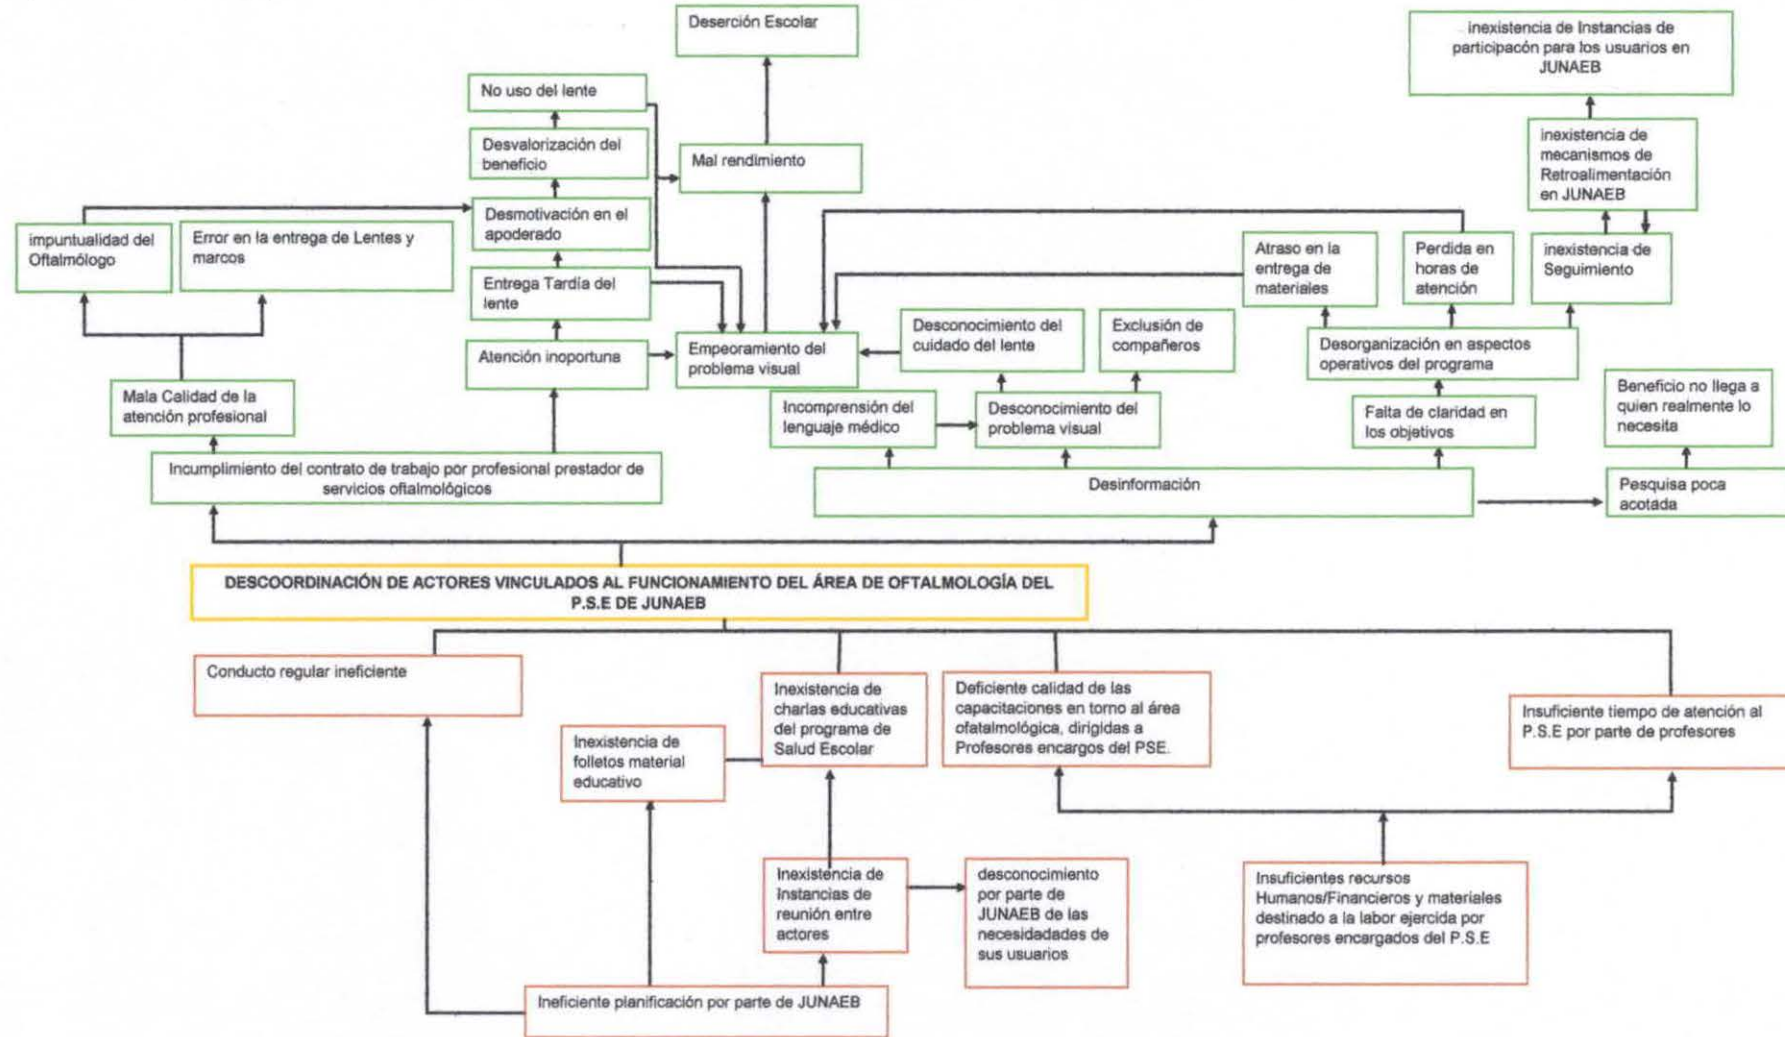 Deserción Escolar
inexistencia de Instancias de
participacón para los usuarios en
JUNAEB
No uso del lente
Desvalorización del
beneficio
Mal rendimiento
inexistencia de
mecanismos de
Retroalimentación
en JUNAEB
Desmotivación en el
apoderado
impuntualidad del
Oftalmólogo
Error en la entrega de Lentes y
marcos
Atraso en la
entrega de
materiales
Perdida en
horas de
atención
inexistencia de
Seguimiento
Entrega Tardía del
lente
Atención inoportuna
Empeoramiento del
problema visual
Desconocimiento del
cuidado del lente
Exclusión de
compañeros
Desorganización en aspectos
operativos del programa
Mala Calidad de la
atención profesional
Incomprensión del
lenguaje médico
Desconocimiento del
problema visual
Falta de claridad en
los objetivos
Beneficio no llega a
quien realmente lo
necesita
Incumplimiento del contrato de trabajo por profesional prestador de
servicios oftalmológicos
Desinformación
Pesquisa poca
acotada
DESCOORDINACIÓN DE ACTORES VINCULADOS AL FUNCIONAMIENTO DEL ÁREA DE OFTALMOLOGÍA DEL
P.S.E DE JUNAEB
Conducto regular ineficiente
Inexistencia de
charlas educativas
del programa de
Salud Escolar
Deficiente calidad de las
capacitaciones en torno al área
ofatalmológica, dirigidas a
Profesores encargos del PSE.
Insuficiente tiempo de atención al
P.S.E por parte de profesores
Inexistencia de
folletos material
educativo
Inexistencia de
Instancias de
reunión entre
actores
desconocimiento
por parte de
JUNAEB de las
necesidadades de
sus usuarios
Insuficientes recursos
Humanos/Financieros y materiales
destinado a la labor ejercida por
profesores encargados del P.S.E
Ineficiente planificación por parte de JUNAEB